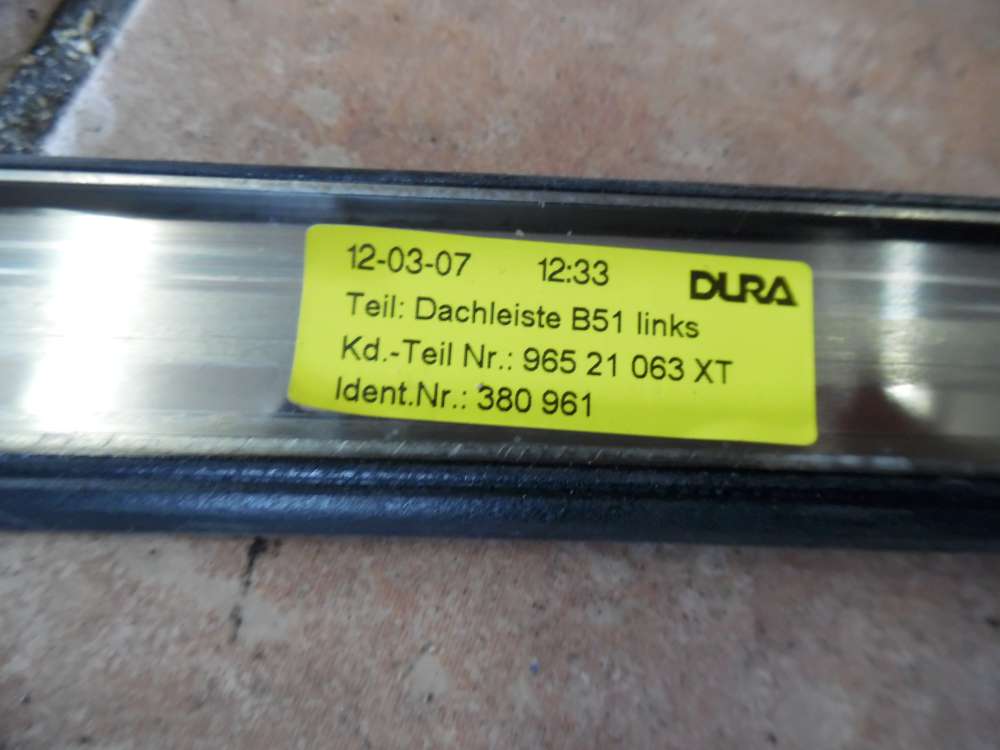 12-03-07 12:33 DURA
Teil: Dachleiste B51 links
Kd.-Teil Nr.: 965 21 063 XT
Ident.Nr.: 380 961